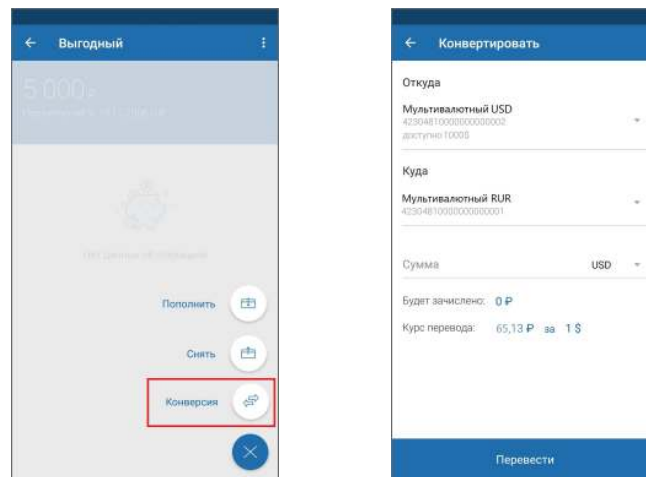 Выгодный
5 000
Пополнить
Снять
Конверсия
Конвертировать
Откуда
Мультивалютный USD
42304810000000000002
доступно 1000$
Куда
Мультивалютный RUR
42304810000000000001
Сумма USD
Будет зачислено: 0 ₽
Курс перевода: 65,13 ₽ за 1 $
Перевести